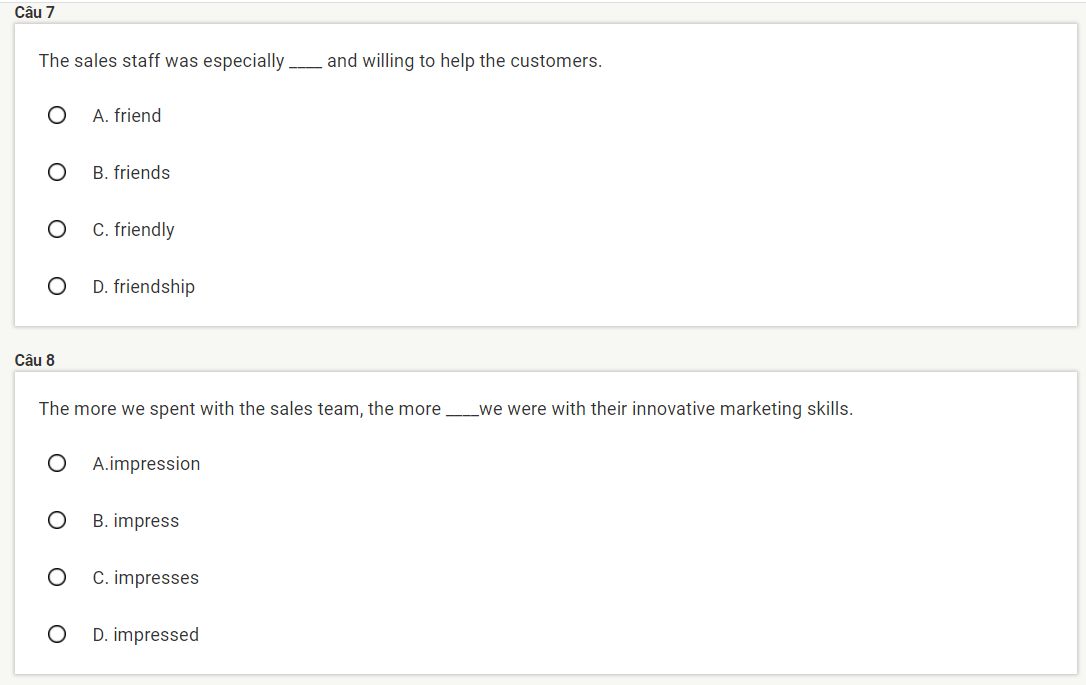 Câu 7
The sales staff was especially ____ and willing to help the customers.
A. friend
B. friends
C. friendly
D. friendship
Câu 8
The more we spent with the sales team, the more ____we were with their innovative marketing skills.
A.impression
B. impress
C. impresses
D. impressed